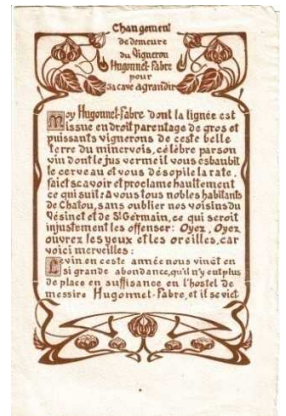 Changement
de demeure
du Vigneron
Hugonnet-Fabre
pour
sa cave agrandir
Moy Hugonnet-Fabre dont la lignée est
issue en droit parentage de gros et
puissants vignerons de ceste belle
terre du minervois, célèbre par son
vin dont le jus vermeil vous esbaubit
le cerveau et vous désopile la rate,
faict scavoir et proclame haultement
ce qui suit: A vous tous nobles habitants
de Chatou, sans oublier nos voisins du
Vésinet et de St Germain, ce qui seroit
injustement les offenser: Oyez, Oyez,
ouvrez les yeux et les oreilles, car
voici merveilles:
Le vin en ceste année nous vinét en
si grande abondance, qu'il n'y eut plus
de place en suffisance en l'hostel de
messire Hugonnet-Fabre, et il se vict